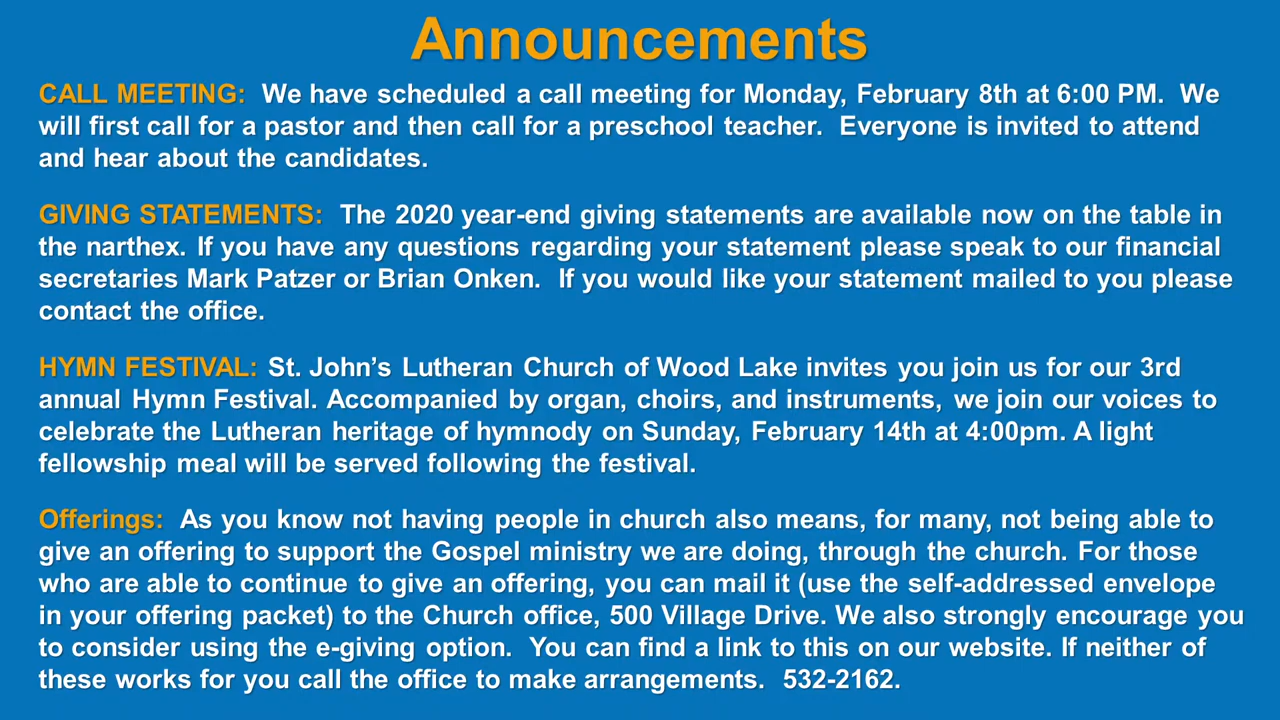 Announcements
CALL MEETING:  We have scheduled a call meeting for Monday, February 8th at 6:00 PM.  We
will first call for a pastor and then call for a preschool teacher.  Everyone is invited to attend
and hear about the candidates.
GIVING STATEMENTS:  The 2020 year-end giving statements are available now on the table in
the narthex. If you have any questions regarding your statement please speak to our financial
secretaries Mark Patzer or Brian Onken.  If you would like your statement mailed to you please
contact the office.
HYMN FESTIVAL: St. John’s Lutheran Church of Wood Lake invites you join us for our 3rd
annual Hymn Festival. Accompanied by organ, choirs, and instruments, we join our voices to
celebrate the Lutheran heritage of hymnody on Sunday, February 14th at 4:00pm. A light
fellowship meal will be served following the festival.
Offerings:  As you know not having people in church also means, for many, not being able to
give an offering to support the Gospel ministry we are doing, through the church. For those
who are able to continue to give an offering, you can mail it (use the self-addressed envelope
in your offering packet) to the Church office, 500 Village Drive. We also strongly encourage you
to consider using the e-giving option.  You can find a link to this on our website. If neither of
these works for you call the office to make arrangements.  532-2162.